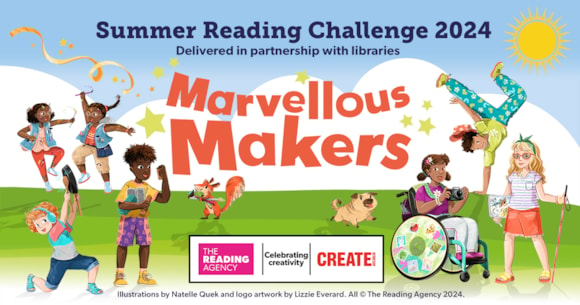 Summer Reading Challenge 2024
Delivered in partnership with libraries
Marvellous
Makers
THE
READING
AGENCY
Celebrating
creativity
CREATE
Illustrations by Natelle Quek and logo artwork by Lizzie Everard. All © The Reading Agency 2024.